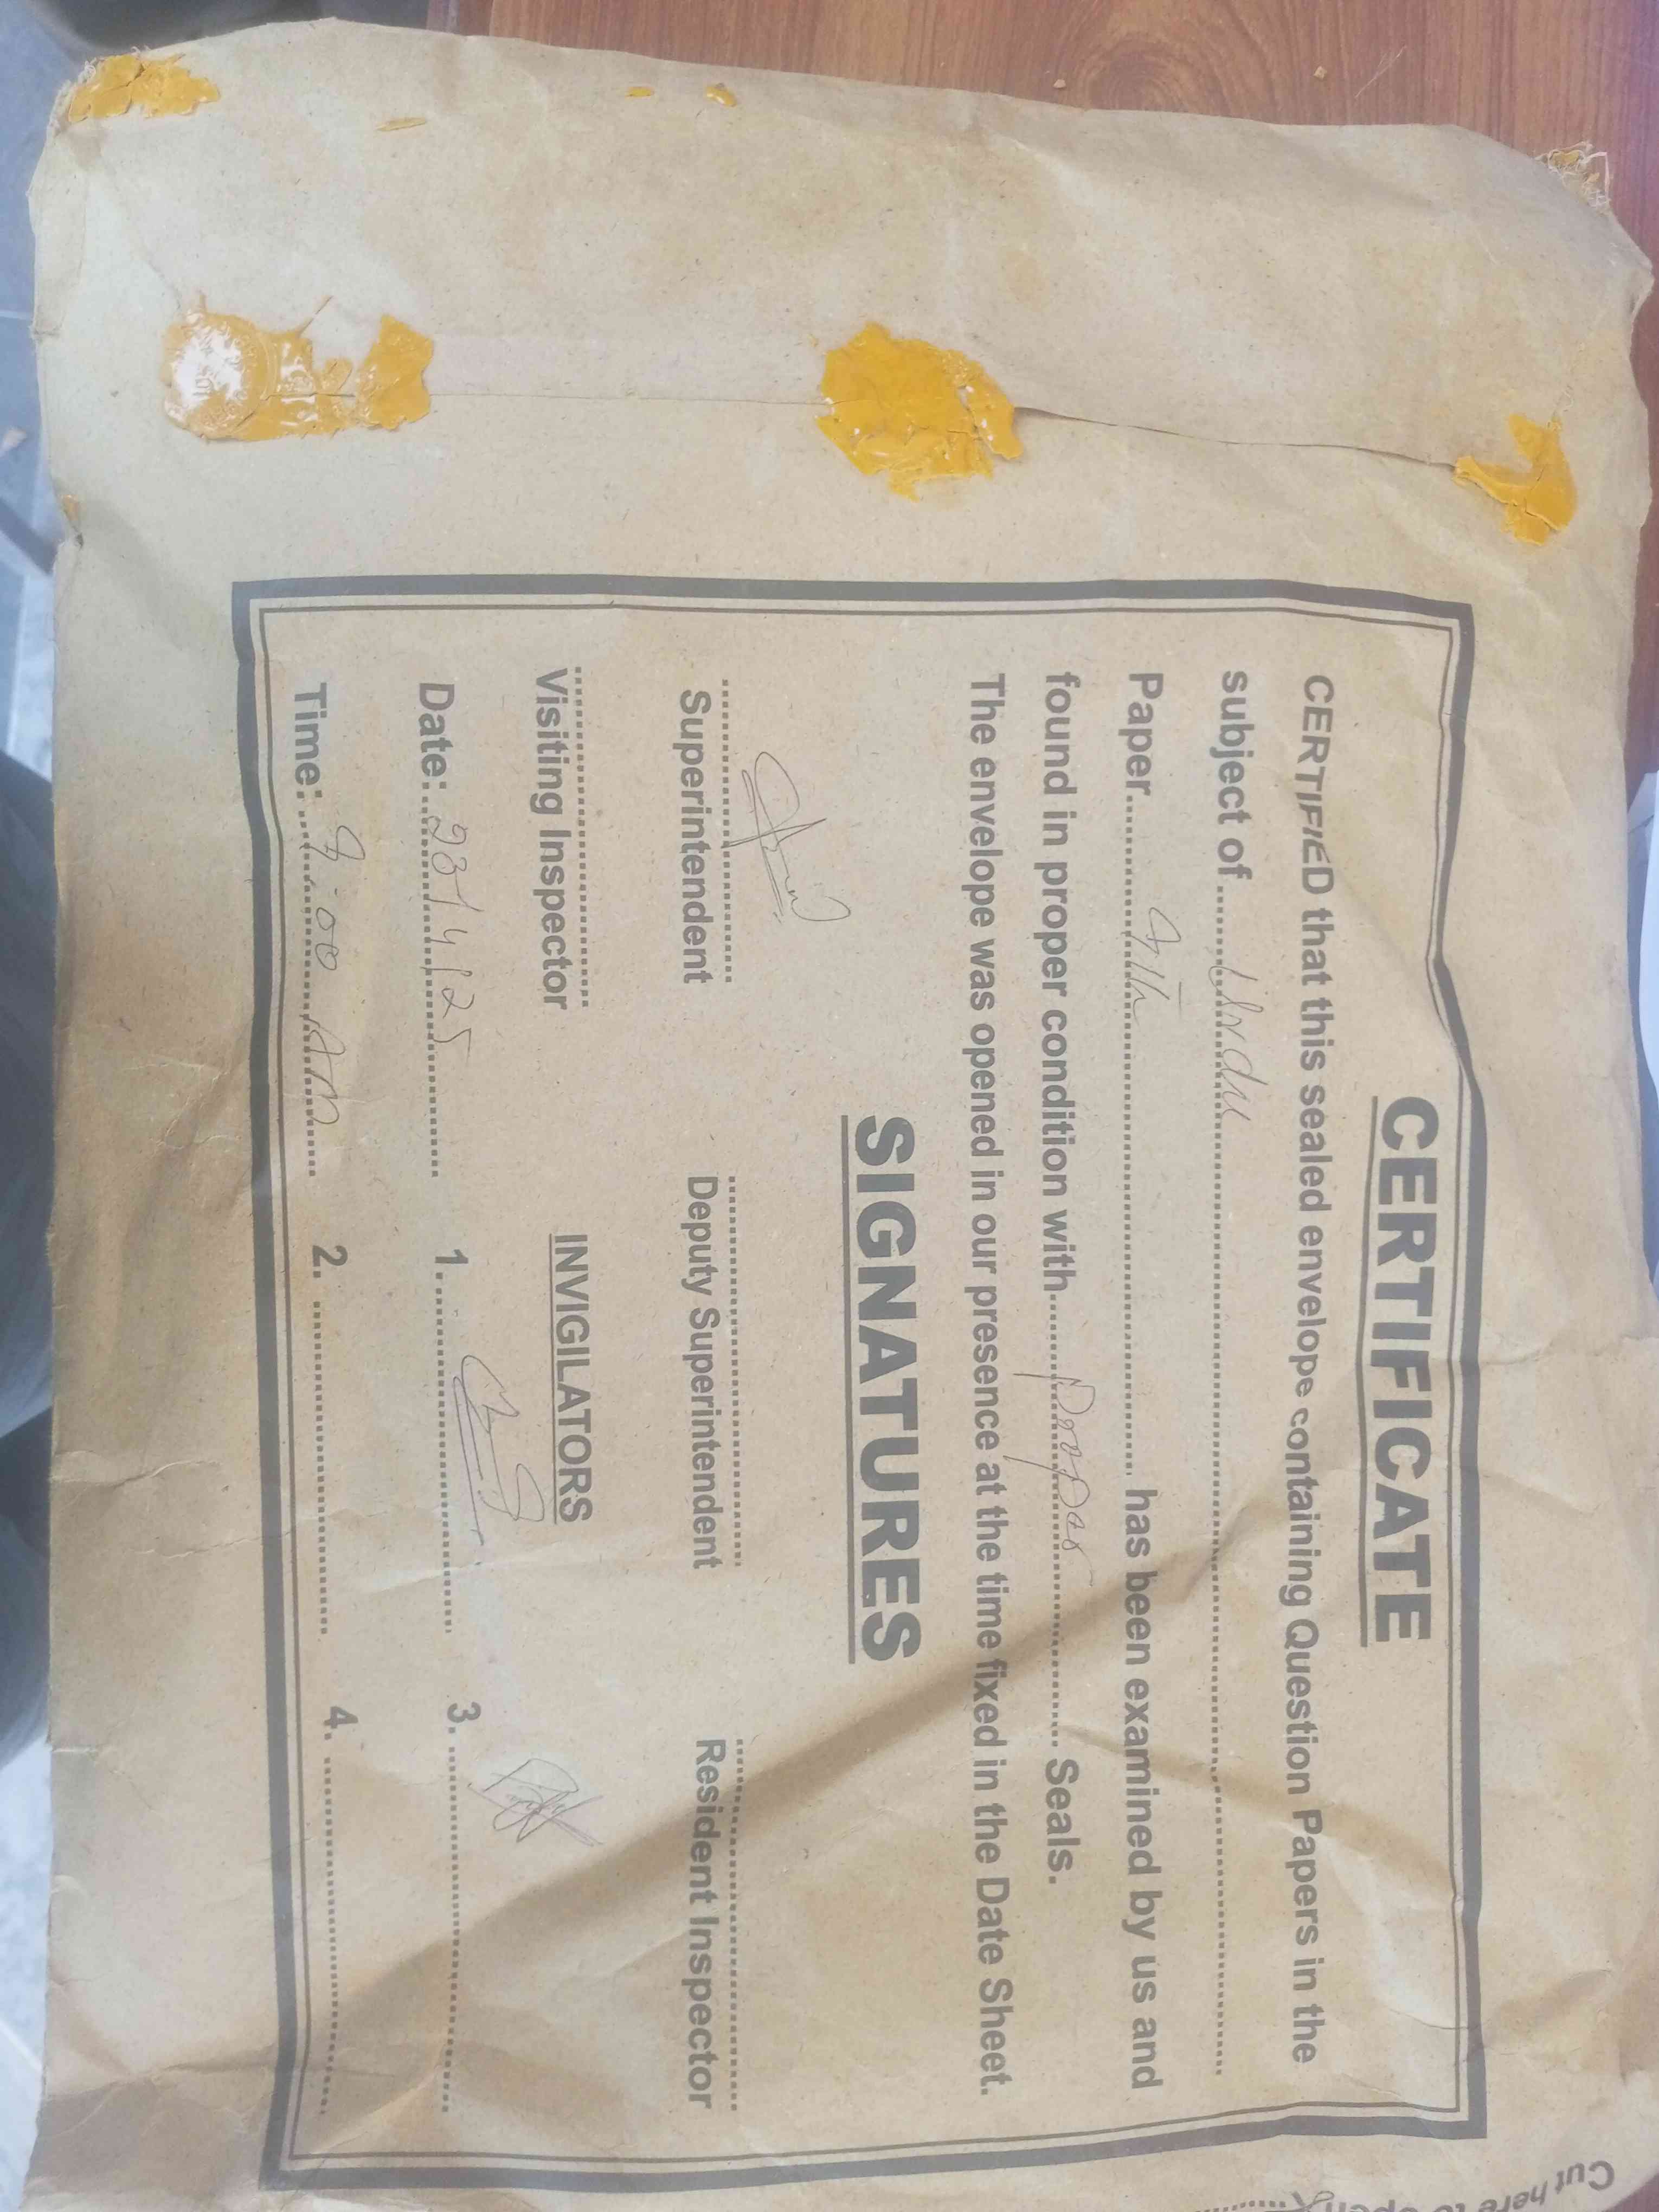 CERTIFICATE
CERTIFIED that this sealed envelope containing Question Papers in the
subject of ........ Urdu ........
Paper........ 9th ........ has been examined by us and
found in proper condition with........ Proper ........ Seals.
The envelope was opened in our presence at the time fixed in the Date Sheet.
SIGNATURES
Superintendent Deputy Superintendent Resident Inspector
Visiting Inspector INVIGILATORS
Date: 23/4/25 1. 3.
Time: 9:00 AM 2. 4.
Cut here to open